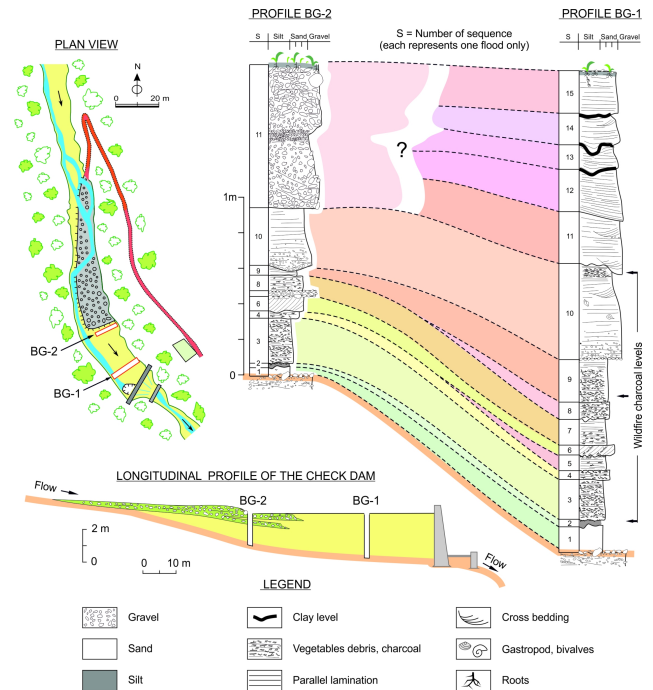 PROFILE BG-2
PROFILE BG-1
S Silt Sand Gravel
S = Number of sequence
(each represents one flood only)
S Silt Sand Gravel
PLAN VIEW
N
0 20 m
BG-2
BG-1
11
10
9
8
6
4
3
2
1
1m
0
?
15
14
13
12
11
10
9
8
7
6
5
4
3
2
1
Wildfire charcoal levels
LONGITUDINAL PROFILE OF THE CHECK DAM
Flow
BG-2
BG-1
2 m
0
0 10 m
Flow
LEGEND
Gravel
Clay level
Cross bedding
Sand
Vegetables debris, charcoal
Gastropod, bivalves
Silt
Parallel lamination
Roots